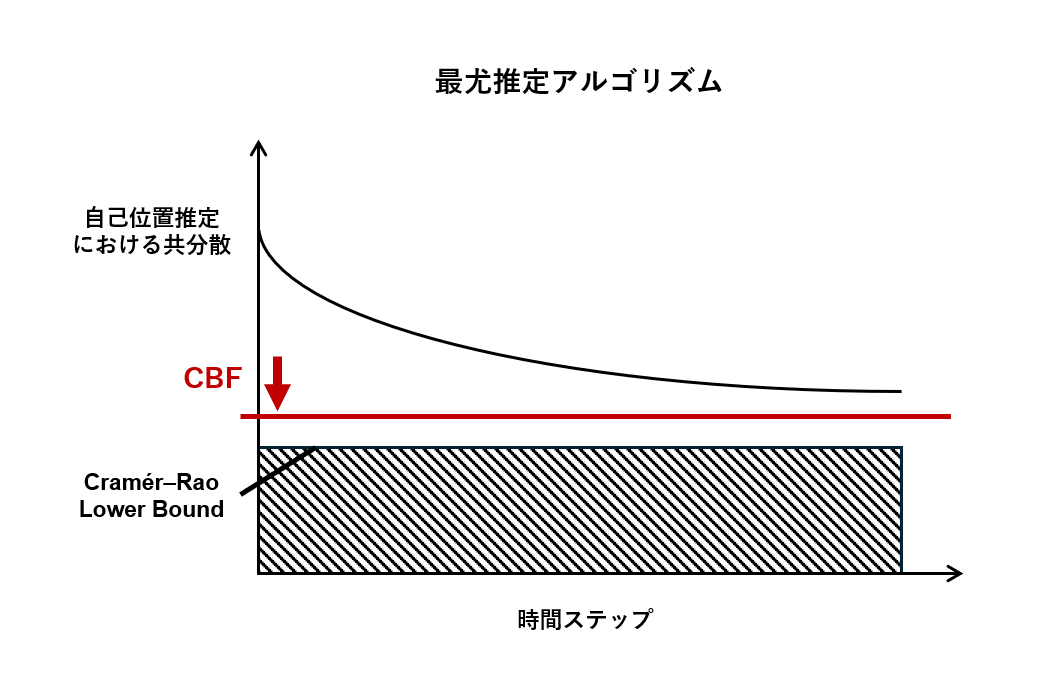 最尤推定アルゴリズム
自己位置推定
における共分散
CBF
Cramér–Rao
Lower Bound
時間ステップ